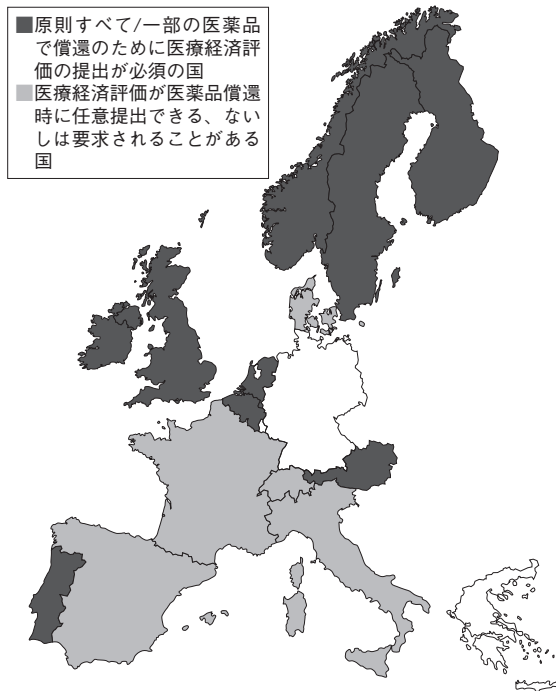 ■原則すべて/一部の医薬品
で償還のために医療経済評
価の提出が必須の国
■医療経済評価が医薬品償還
時に任意提出できる、ない
しは要求されることがある
国